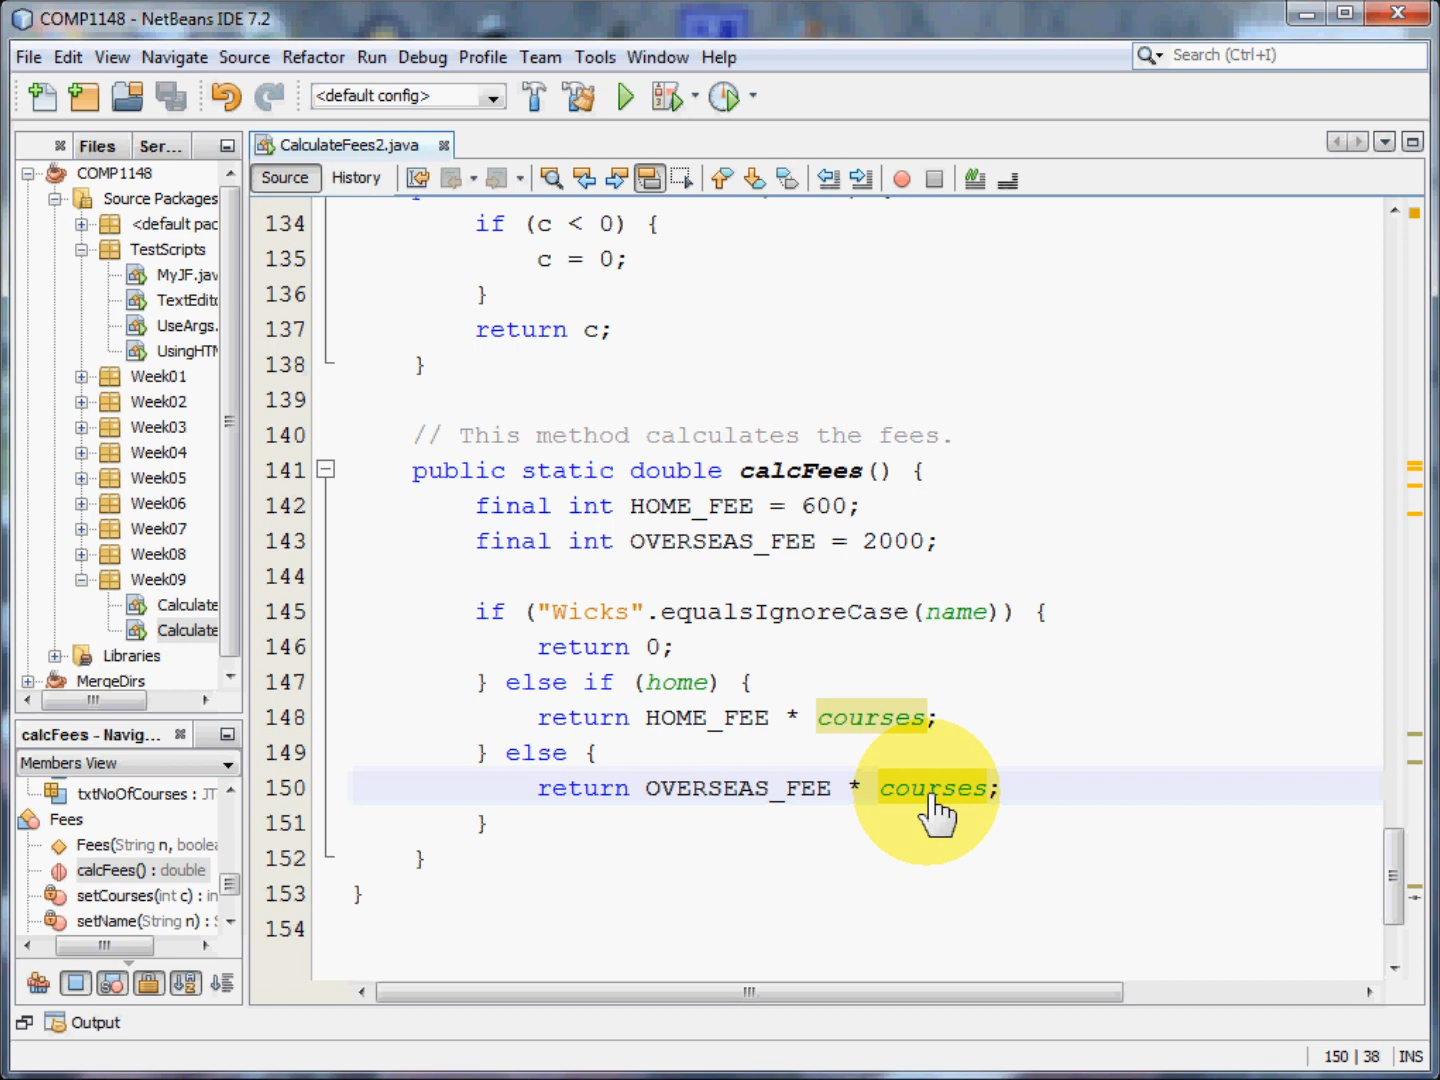 COMP1148 - NetBeans IDE 7.2
File Edit View Navigate Source Refactor Run Debug Profile Team Tools Window Help
Search (Ctrl+I)
<default config>
Files Ser...
COMP1148
Source Packages
<default pac
TestScripts
MyJF.jav
TextEdito
UseArgs.
UsingHTM
Week01
Week02
Week03
Week04
Week05
Week06
Week07
Week08
Week09
Calculate
Calculate
Libraries
MergeDirs
calcFees - Navig...
Members View
txtNoOfCourses : JT
Fees
Fees(String n, boolea
calcFees() : double
setCourses(int c) : in
setName(String n) : S
CalculateFees2.java
Source History
134 if (c < 0) {
135 c = 0;
136 }
137 return c;
138 }
139
140 // This method calculates the fees.
141 public static double calcFees() {
142 final int HOME_FEE = 600;
143 final int OVERSEAS_FEE = 2000;
144
145 if ("Wicks".equalsIgnoreCase(name)) {
146 return 0;
147 } else if (home) {
148 return HOME_FEE * courses;
149 } else {
150 return OVERSEAS_FEE * courses;
151 }
152 }
153 }
154
Output
150 | 38 INS